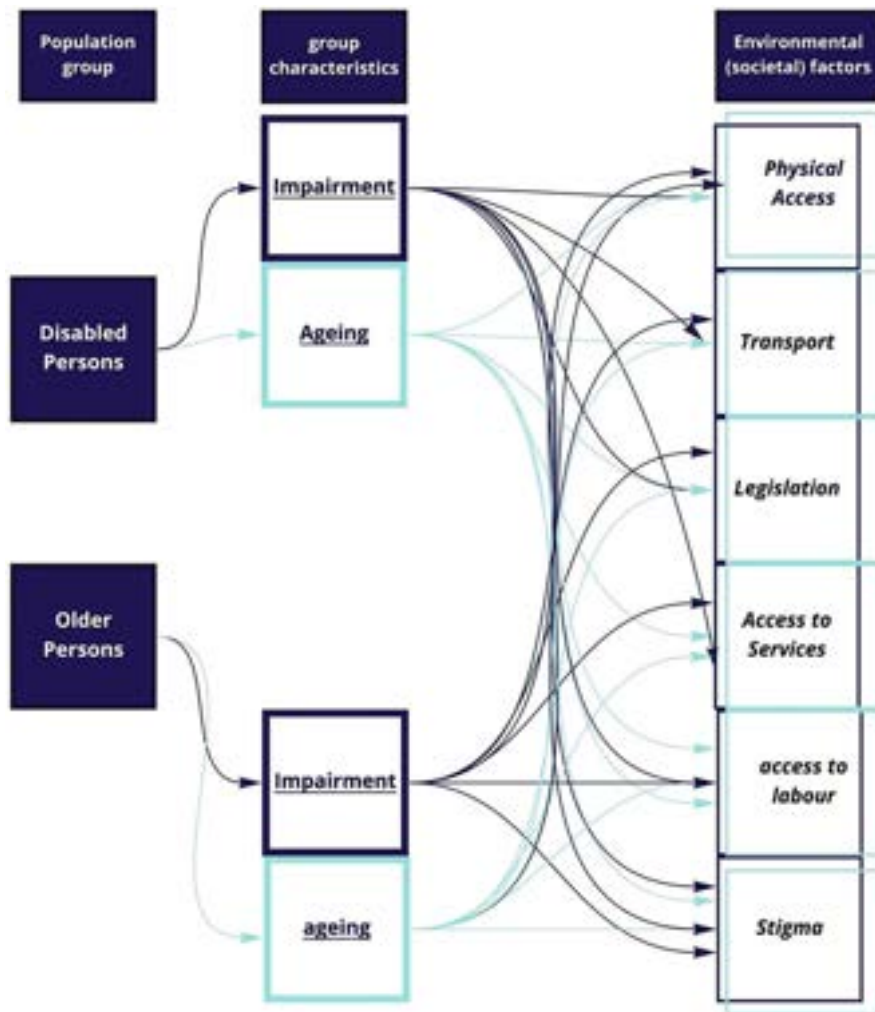 Population
group
group
characteristics
Environmental
(societal) factors
Impairment
Physical
Access
Disabled
Persons
Ageing
Transport
Legislation
Older
Persons
Access to
Services
Impairment
access to
labour
ageing
Stigma